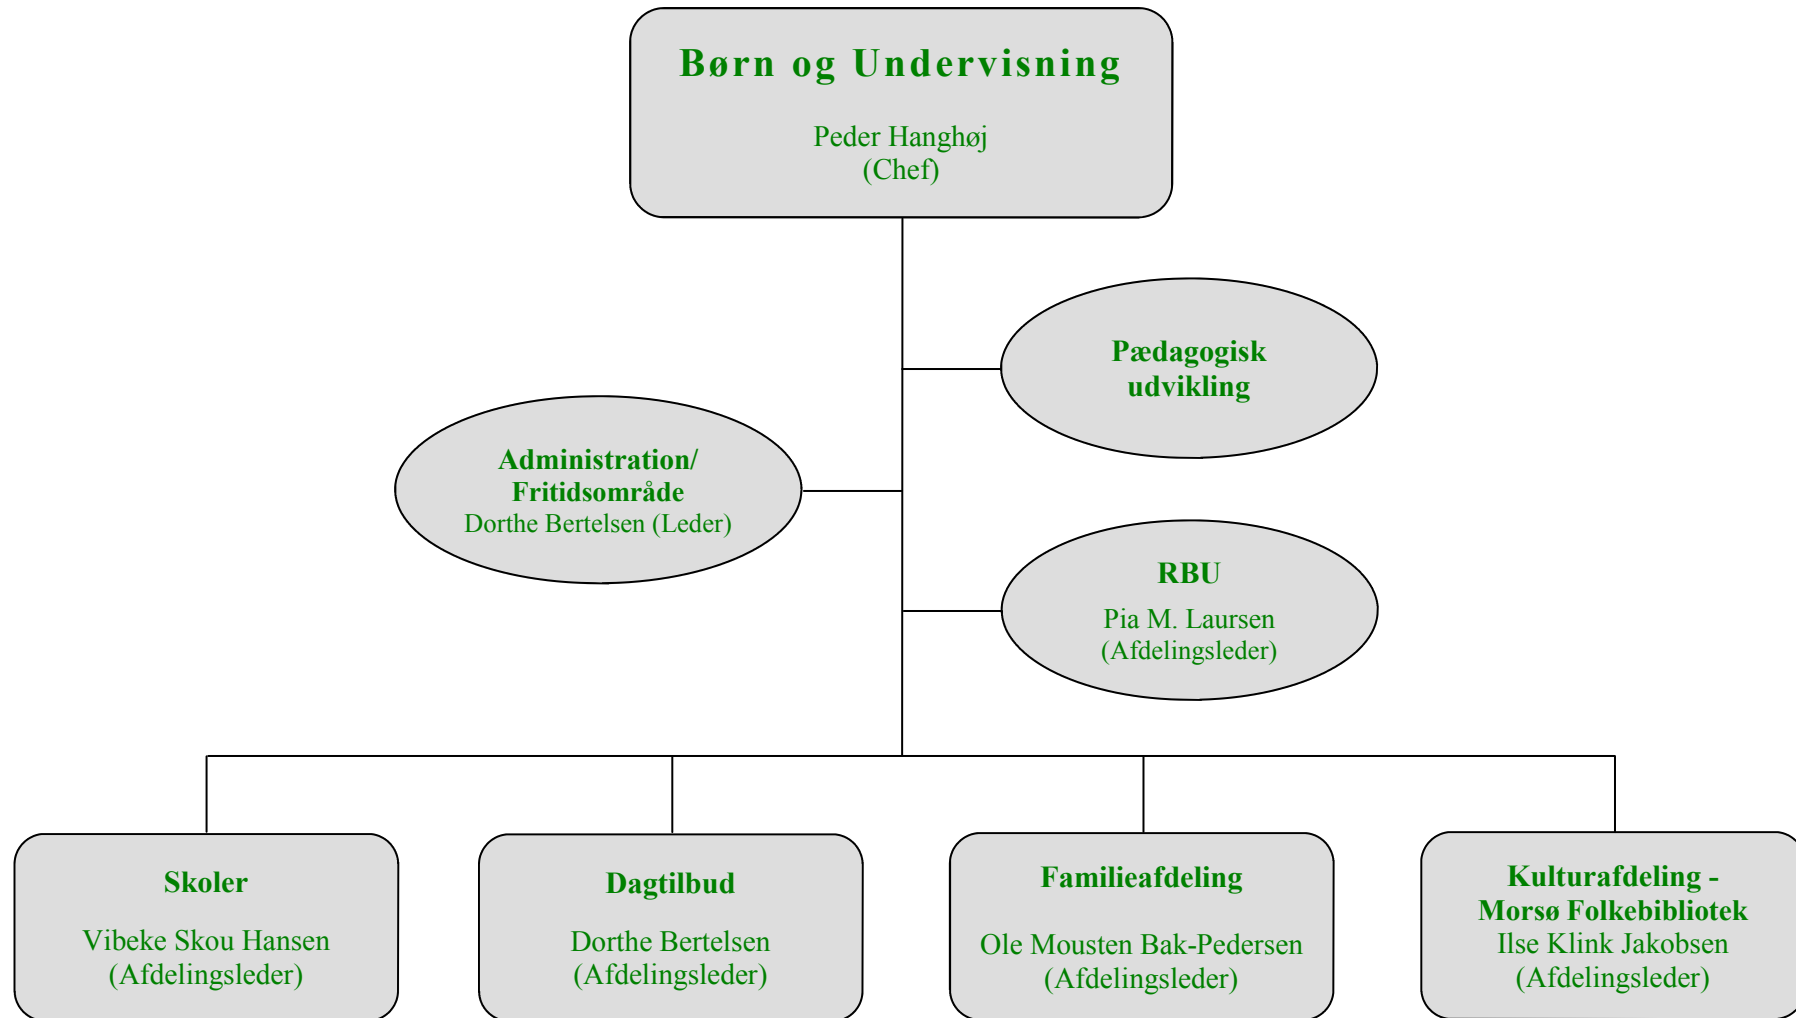 Børn og Undervisning
Peder Hanghøj
(Chef)
Pædagogisk
udvikling
Administration/
Fritidsområde
Dorthe Bertelsen (Leder)
RBU
Pia M. Laursen
(Afdelingsleder)
Skoler
Vibeke Skou Hansen
(Afdelingsleder)
Dagtilbud
Dorthe Bertelsen
(Afdelingsleder)
Familieafdeling
Ole Mousten Bak-Pedersen
(Afdelingsleder)
Kulturafdeling -
Morsø Folkebibliotek
Ilse Klink Jakobsen
(Afdelingsleder)